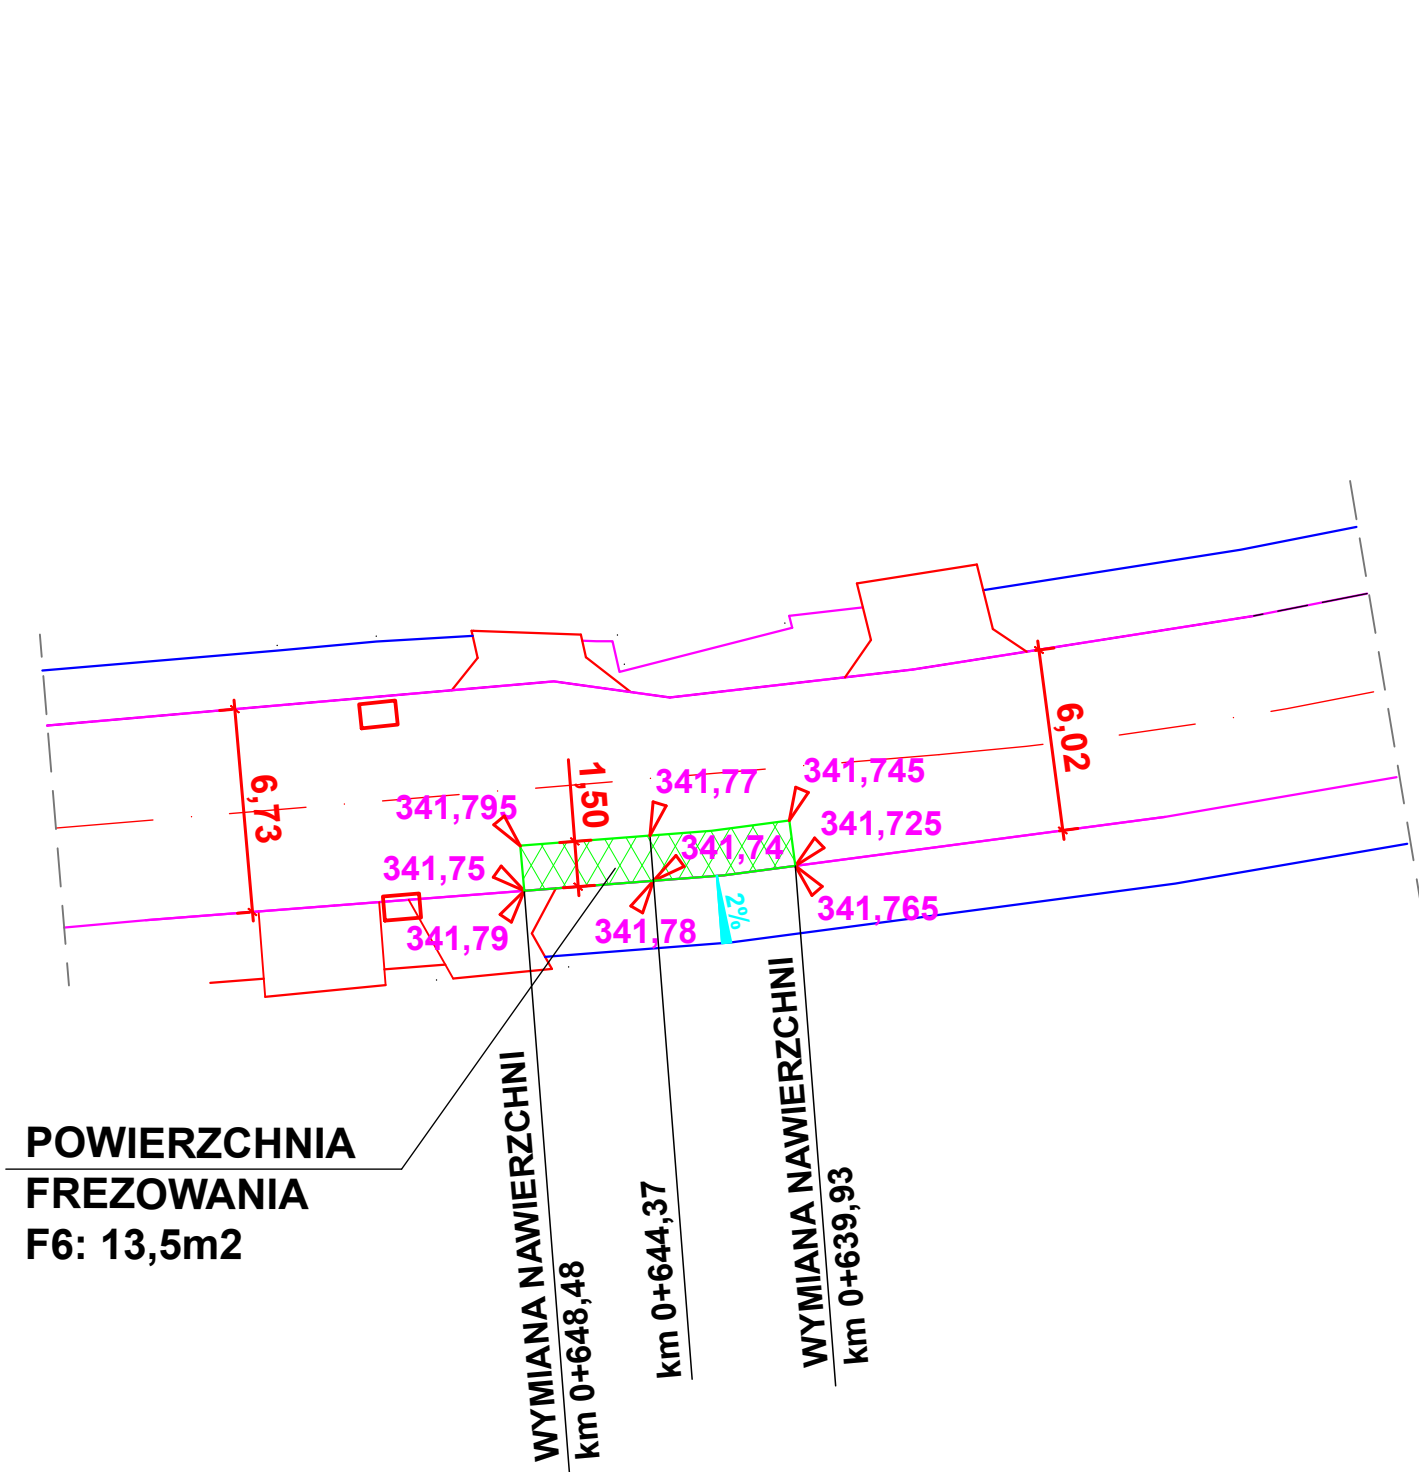 6,02
6,73
1,50
341,77
341,745
341,795
341,725
341,74
341,75
341,765
341,79
341,78
2%
POWIERZCHNIA
FREZOWANIA
F6: 13,5m2
WYMIANA NAWIERZCHNI
km 0+648,48
km 0+644,37
WYMIANA NAWIERZCHNI
km 0+639,93